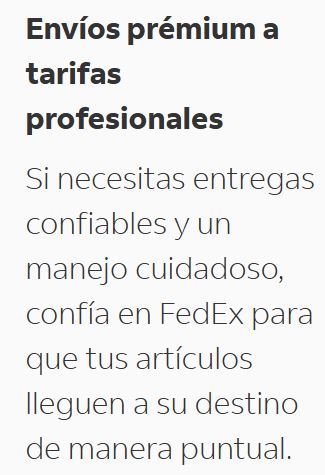 Envíos prémium a
tarifas
profesionales
Si necesitas entregas
confiables y un
manejo cuidadoso,
confía en FedEx para
que tus artículos
lleguen a su destino
de manera puntual.